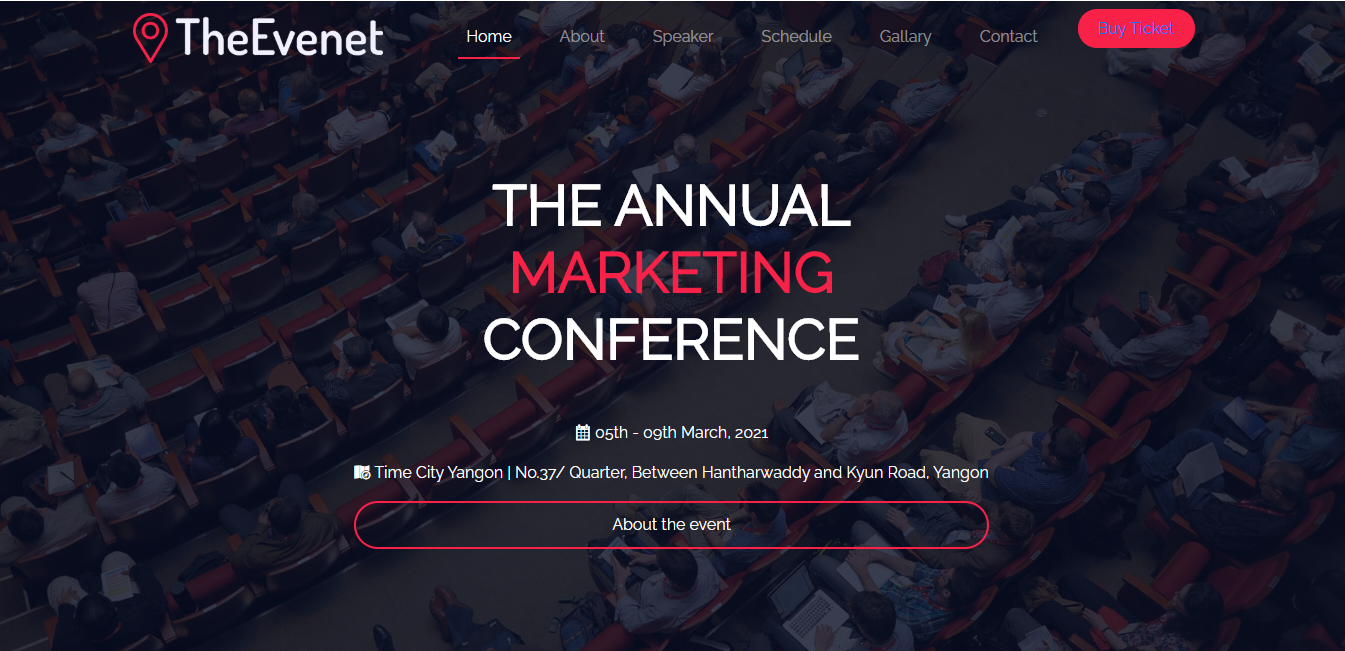 TheEvenet
Home About Speaker Schedule Gallary Contact Buy Ticket
THE ANNUAL
MARKETING
CONFERENCE
05th - 09th March, 2021
Time City Yangon | No.37/ Quarter, Between Hantharwaddy and Kyun Road, Yangon
About the event